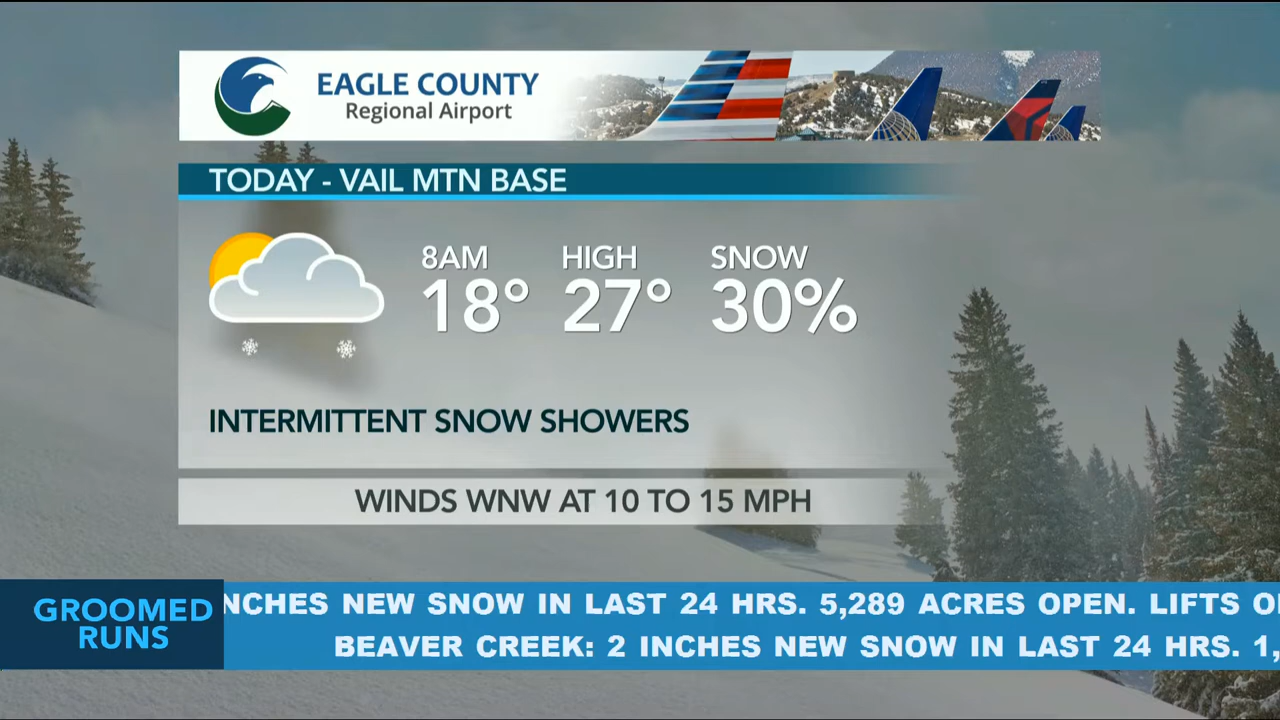 EAGLE COUNTY
Regional Airport
TODAY - VAIL MTN BASE
8AM HIGH SNOW
18° 27° 30%
INTERMITTENT SNOW SHOWERS
WINDS WNW AT 10 TO 15 MPH
GROOMED
RUNS
NCHES NEW SNOW IN LAST 24 HRS. 5,289 ACRES OPEN. LIFTS
BEAVER CREEK: 2 INCHES NEW SNOW IN LAST 24 HRS. 1,